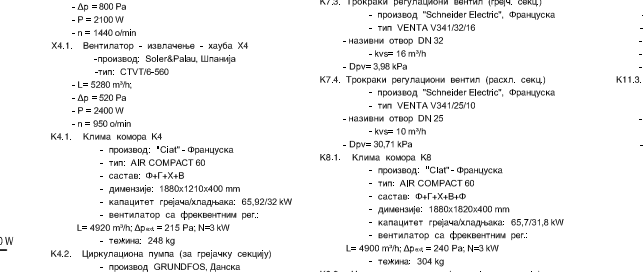 - Δp = 800 Pa
- P = 2100 W
- n = 1440 o/min
X4.1. Вентилатор - извлачење - хауба X4
-производ: Soler&Palau, Шпанија
-тип: CTVT/6-560
- L= 5280 m³/h;
- Δp = 520 Pa
- P = 2400 W
- n = 950 o/min
K4.1. Клима комора K4
- производ: "Ciat" - Француска
- тип: AIR COMPACT 60
- састав: Ф+Г+Х+В
- димензије: 1880x1210x400 mm
- капацитет грејача/хладњака: 65,92/32 kW
- вентилатор са фреквентним рег.:
L= 4920 m³/h; Δpext = 215 Pa; N=3 kW
- тежина: 248 kg
K4.2. Циркулациона пумпа (за грејачку секцију)
- производ GRUNDFOS, Данска
0 W
K7.3. Трокраки регулациони вентил (грејч. секц.)
- производ "Schneider Electric", Француска
- тип VENTA V341/32/16
- називни отвор DN 32
- kvs= 16 m³/h
- Dpv= 3,98 kPa
K7.4. Трокраки регулациони вентил (расхл. секц.)
- производ "Schneider Electric", Француска
- тип VENTA V341/25/10
- називни отвор DN 25
- kvs= 10 m³/h
- Dpv= 30,71 kPa
K8.1. Клима комора K8
- производ: "Ciat" - Француска
- тип: AIR COMPACT 60
- састав: Ф+Г+Х+В+Ф
- димензије: 1880x1820x400 mm
- капацитет грејача/хладњака: 65,7/31,8 kW
- вентилатор са фреквентним рег.:
L= 4900 m³/h; Δpext = 240 Pa; N=3 kW
- тежина: 304 kg
K11.3.